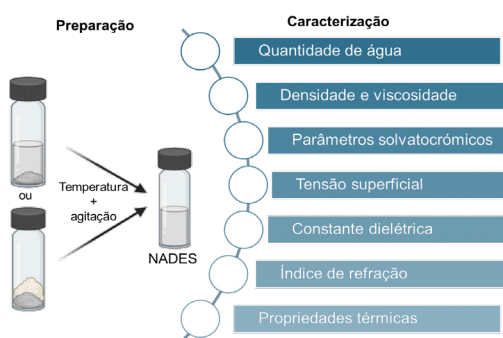 Preparação
ou
Temperatura
+
agitação
NADES
Caracterização
Quantidade de água
Densidade e viscosidade
Parâmetros solvatocrómicos
Tensão superficial
Constante dielétrica
Índice de refração
Propriedades térmicas